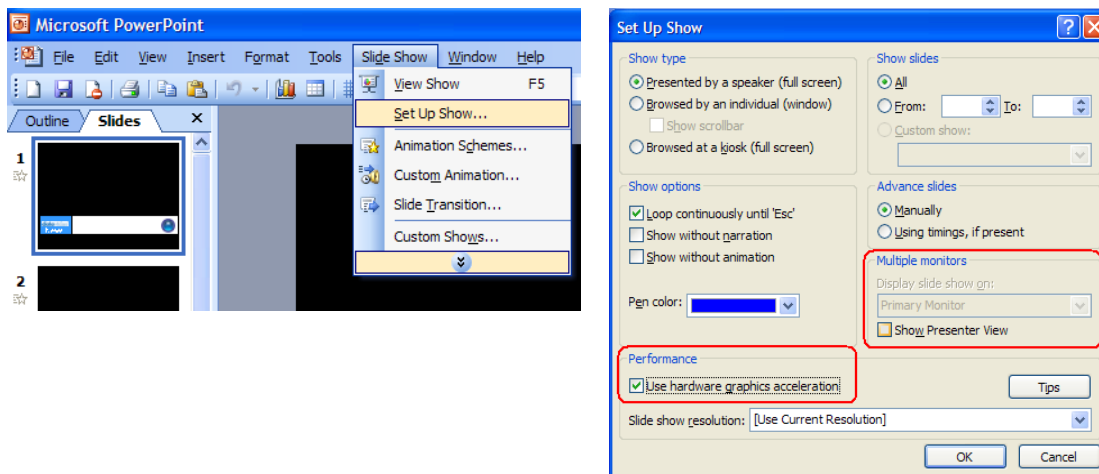 Microsoft PowerPoint
File Edit View Insert Format Tools Slide Show Window Help
View Show F5
Set Up Show...
Outline Slides X
Animation Schemes...
1
Custom Animation...
Slide Transition...
Custom Shows...
2
Set Up Show
Show type
Presented by a speaker (full screen)
Browsed by an individual (window)
Show scrollbar
Browsed at a kiosk (full screen)
Show slides
All
From: To:
Custom show:
Show options
Loop continuously until 'Esc'
Show without narration
Show without animation
Pen color:
Advance slides
Manually
Using timings, if present
Multiple monitors
Display slide show on:
Primary Monitor
Show Presenter View
Performance
Use hardware graphics acceleration
Tips
Slide show resolution: [Use Current Resolution]
OK Cancel